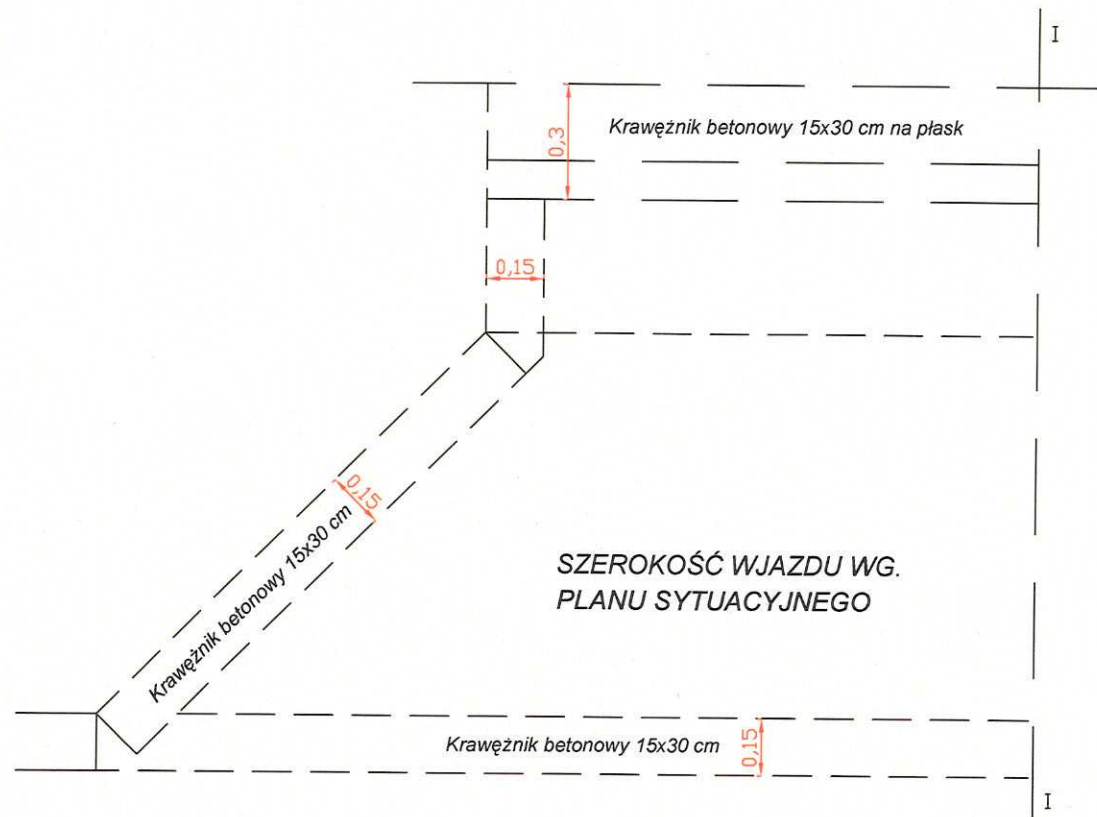 I
Krawężnik betonowy 15x30 cm na płask
0,3
0,15
0,15
Krawężnik betonowy 15x30 cm
SZEROKOŚĆ WJAZDU WG.
PLANU SYTUACYJNEGO
Krawężnik betonowy 15x30 cm
0,15
I